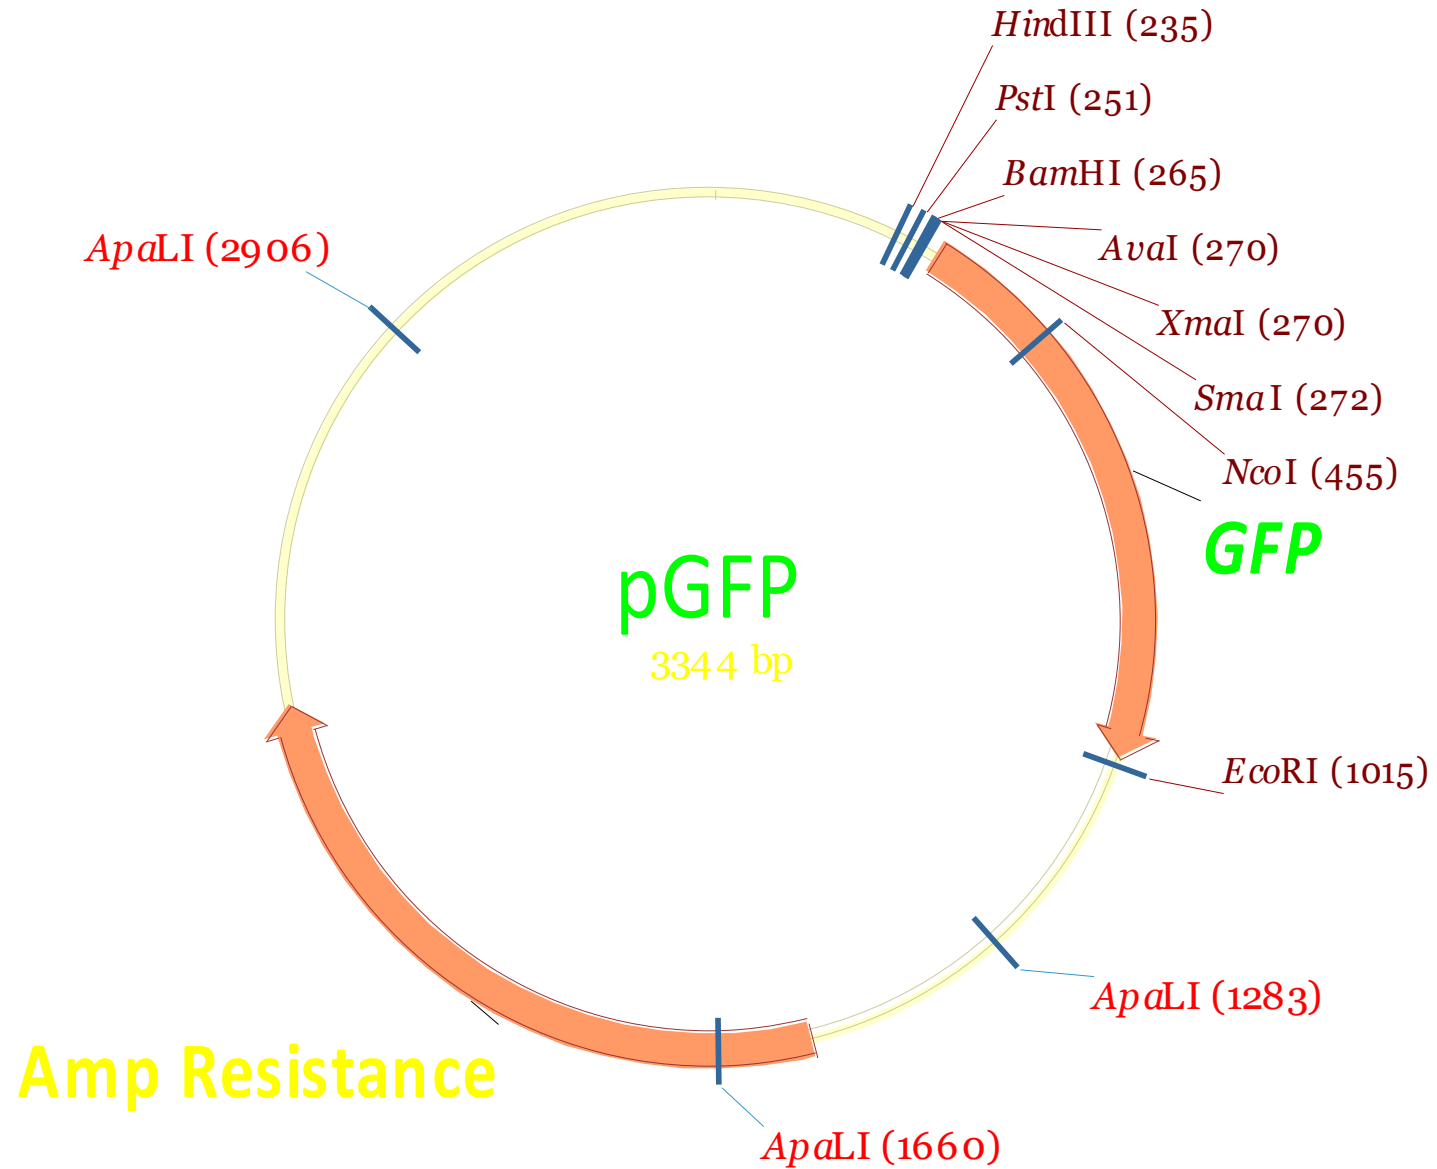 HindIII (235)
PstI (251)
BamHI (265)
AvaI (270)
XmaI (270)
SmaI (272)
NcoI (455)
GFP
ApaLI (2906)
pGFP
3344 bp
EcoRI (1015)
ApaLI (1283)
Amp Resistance
ApaLI (1660)